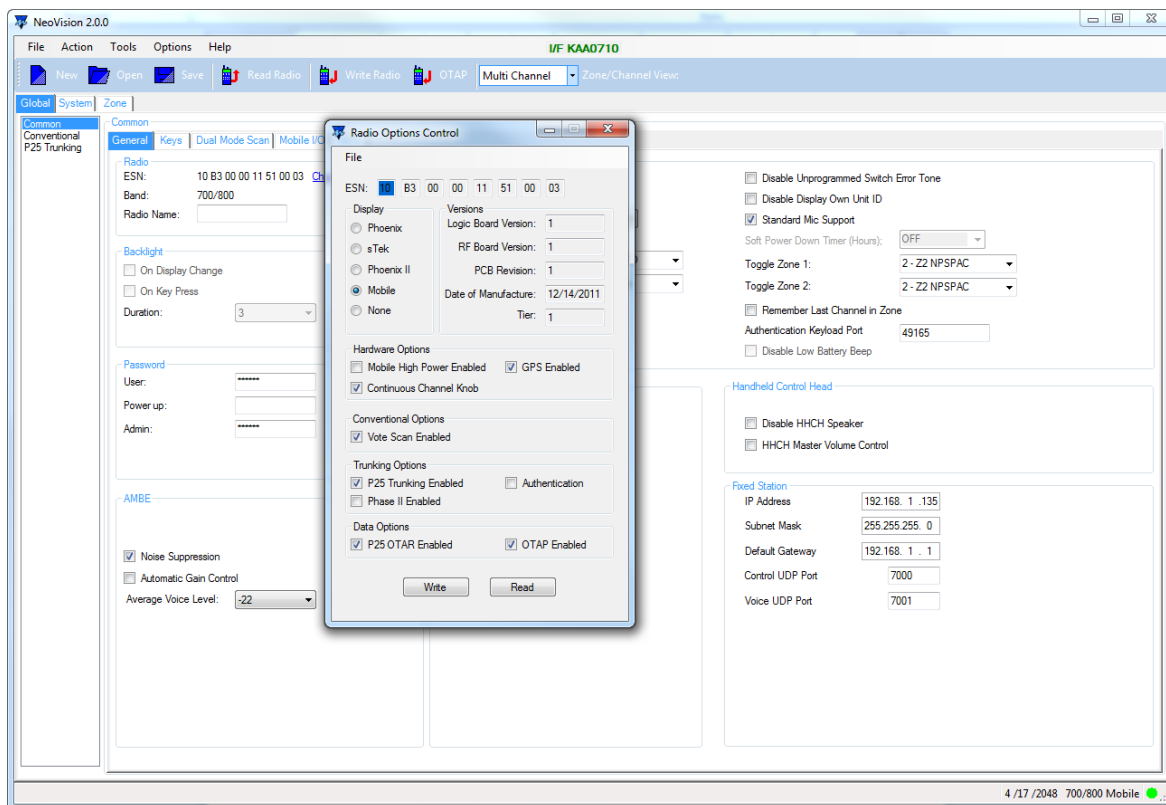 NeoVision 2.0.0
File Action Tools Options Help I/F KAA0710
New Open Save Read Radio Write Radio OTAP Multi Channel Zone/Channel View:
Global System Zone
Common
Conventional
P25 Trunking
Common
General Keys Dual Mode Scan Mobile I/O
Radio
ESN: 10 B3 00 00 11 51 00 03 Ch
Band: 700/800
Radio Name:
Backlight
On Display Change
On Key Press
Duration: 3
Password
User: ******
Power up:
Admin: ******
AMBE
Noise Suppression
Automatic Gain Control
Average Voice Level: -22
Radio Options Control
File
ESN: 10 B3 00 00 11 51 00 03
Display
Phoenix
sTek
Phoenix II
Mobile
None
Versions
Logic Board Version: 1
RF Board Version: 1
PCB Revision: 1
Date of Manufacture: 12/14/2011
Tier: 1
Hardware Options
Mobile High Power Enabled GPS Enabled
Continuous Channel Knob
Conventional Options
Vote Scan Enabled
Trunking Options
P25 Trunking Enabled Authentication
Phase II Enabled
Data Options
P25 OTAR Enabled OTAP Enabled
Write Read
Disable Unprogrammed Switch Error Tone
Disable Display Own Unit ID
Standard Mic Support
Soft Power Down Timer (Hours): OFF
Toggle Zone 1: 2 - Z2 NPSPAC
Toggle Zone 2: 2 - Z2 NPSPAC
Remember Last Channel in Zone
Authentication Keyload Port 49165
Disable Low Battery Beep
Handheld Control Head
Disable HHCH Speaker
HHCH Master Volume Control
Fixed Station
IP Address 192.168. 1 .135
Subnet Mask 255.255.255. 0
Default Gateway 192.168. 1 . 1
Control UDP Port 7000
Voice UDP Port 7001
4 /17 /2048 700/800 Mobile